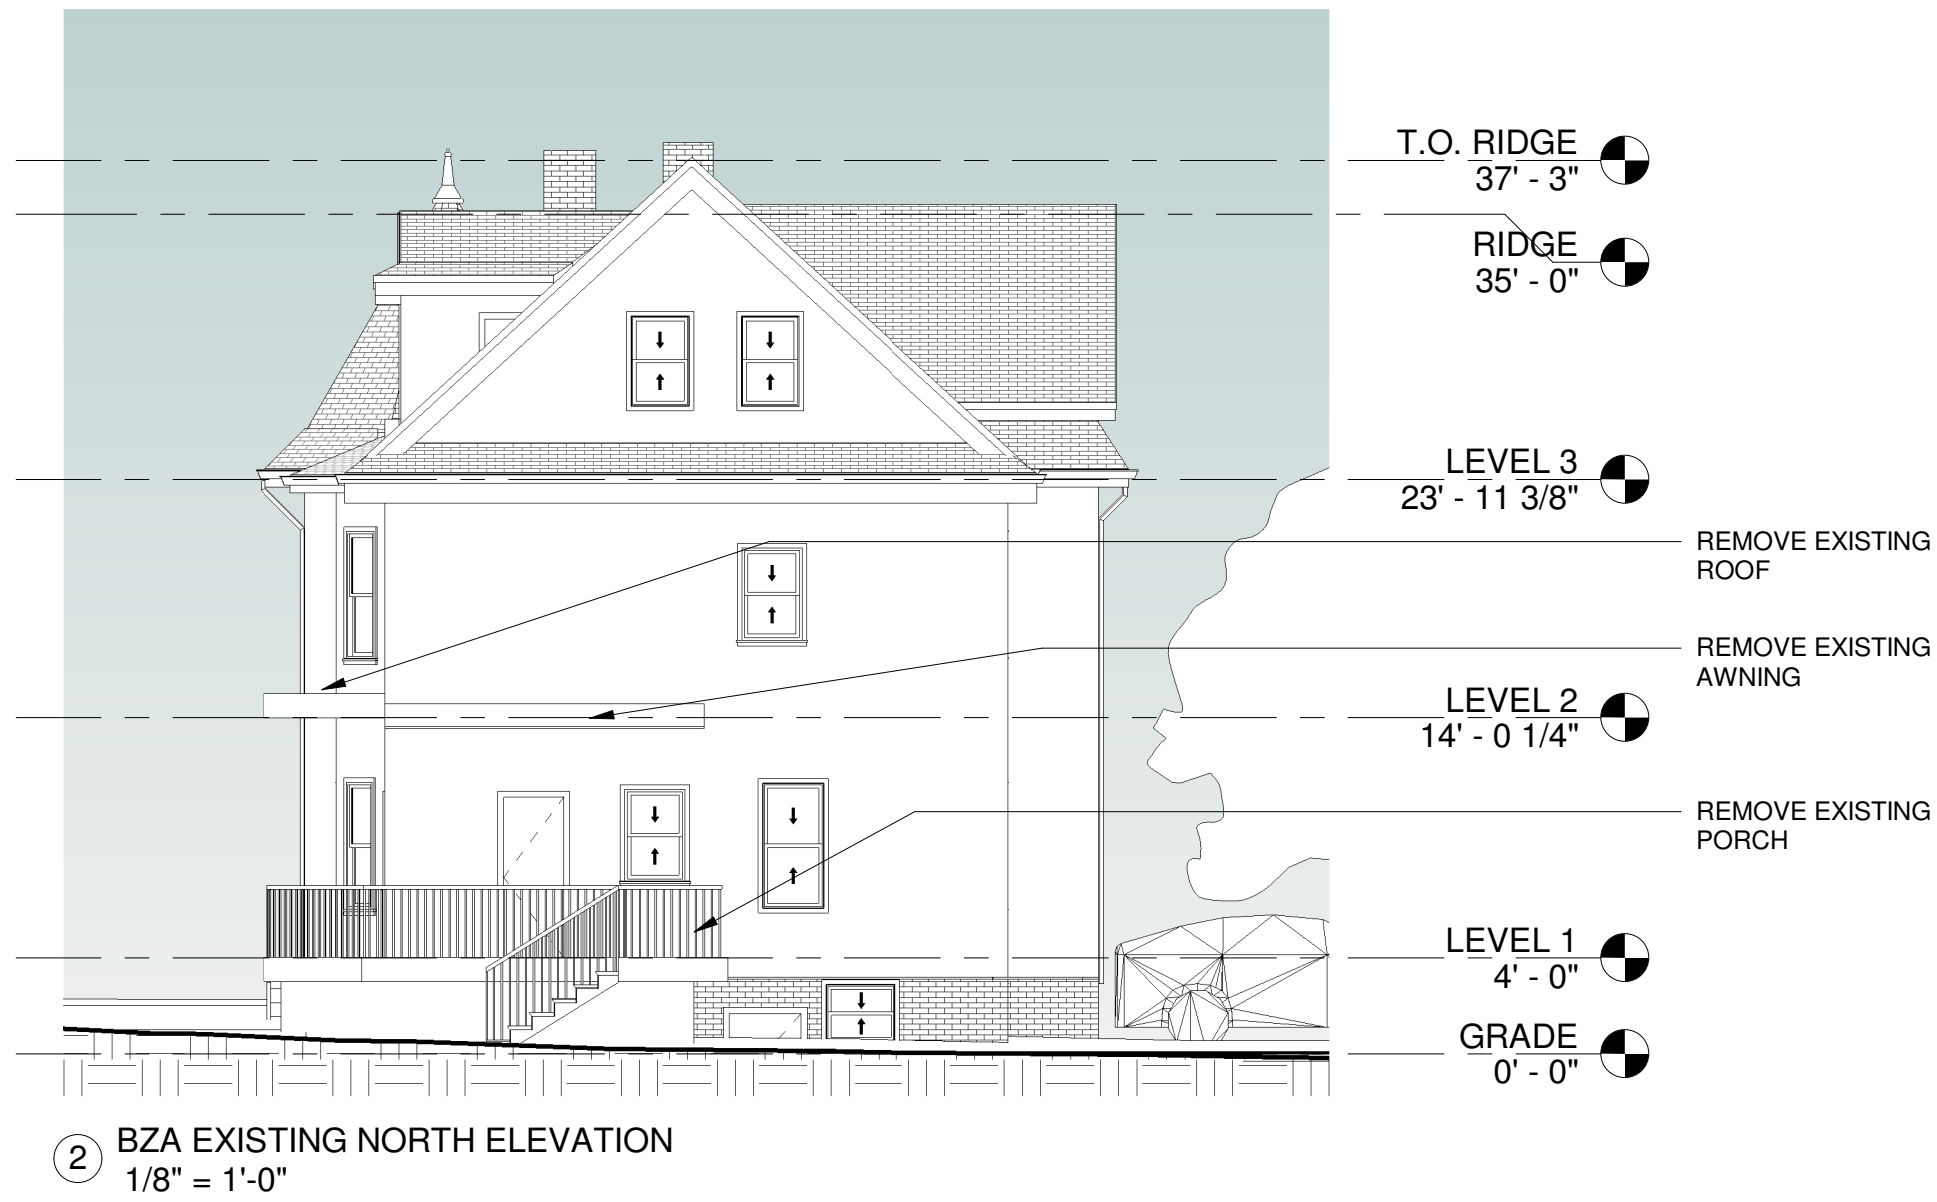 T.O. RIDGE
37' - 3"
RIDGE
35' - 0"
LEVEL 3
23' - 11 3/8"
REMOVE EXISTING
ROOF
REMOVE EXISTING
AWNING
LEVEL 2
14' - 0 1/4"
REMOVE EXISTING
PORCH
LEVEL 1
4' - 0"
GRADE
0' - 0"
2
BZA EXISTING NORTH ELEVATION
1/8" = 1'-0"